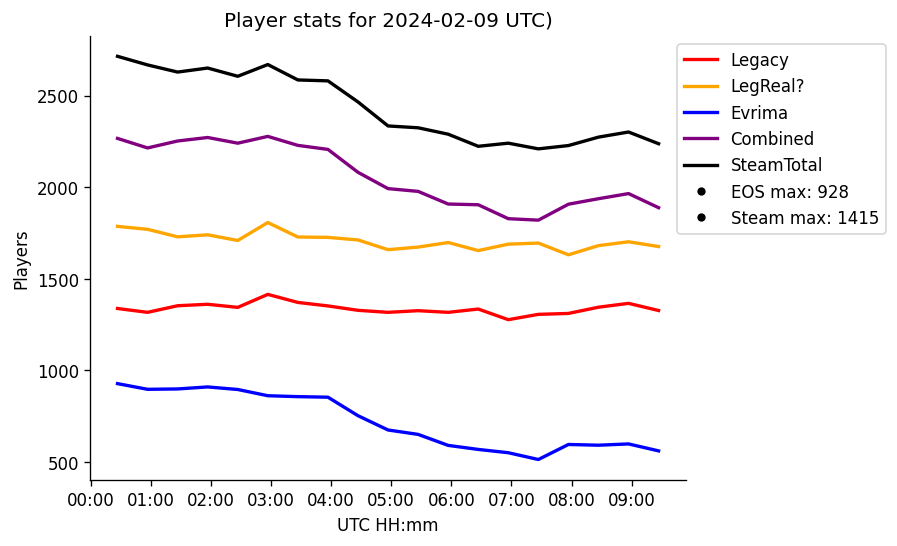 Player stats for 2024-02-09 UTC)
Legacy
LegReal?
Evrima
Combined
SteamTotal
EOS max: 928
Steam max: 1415
Players
2500
2000
1500
1000
500
00:00 01:00 02:00 03:00 04:00 05:00 06:00 07:00 08:00 09:00
UTC HH:mm